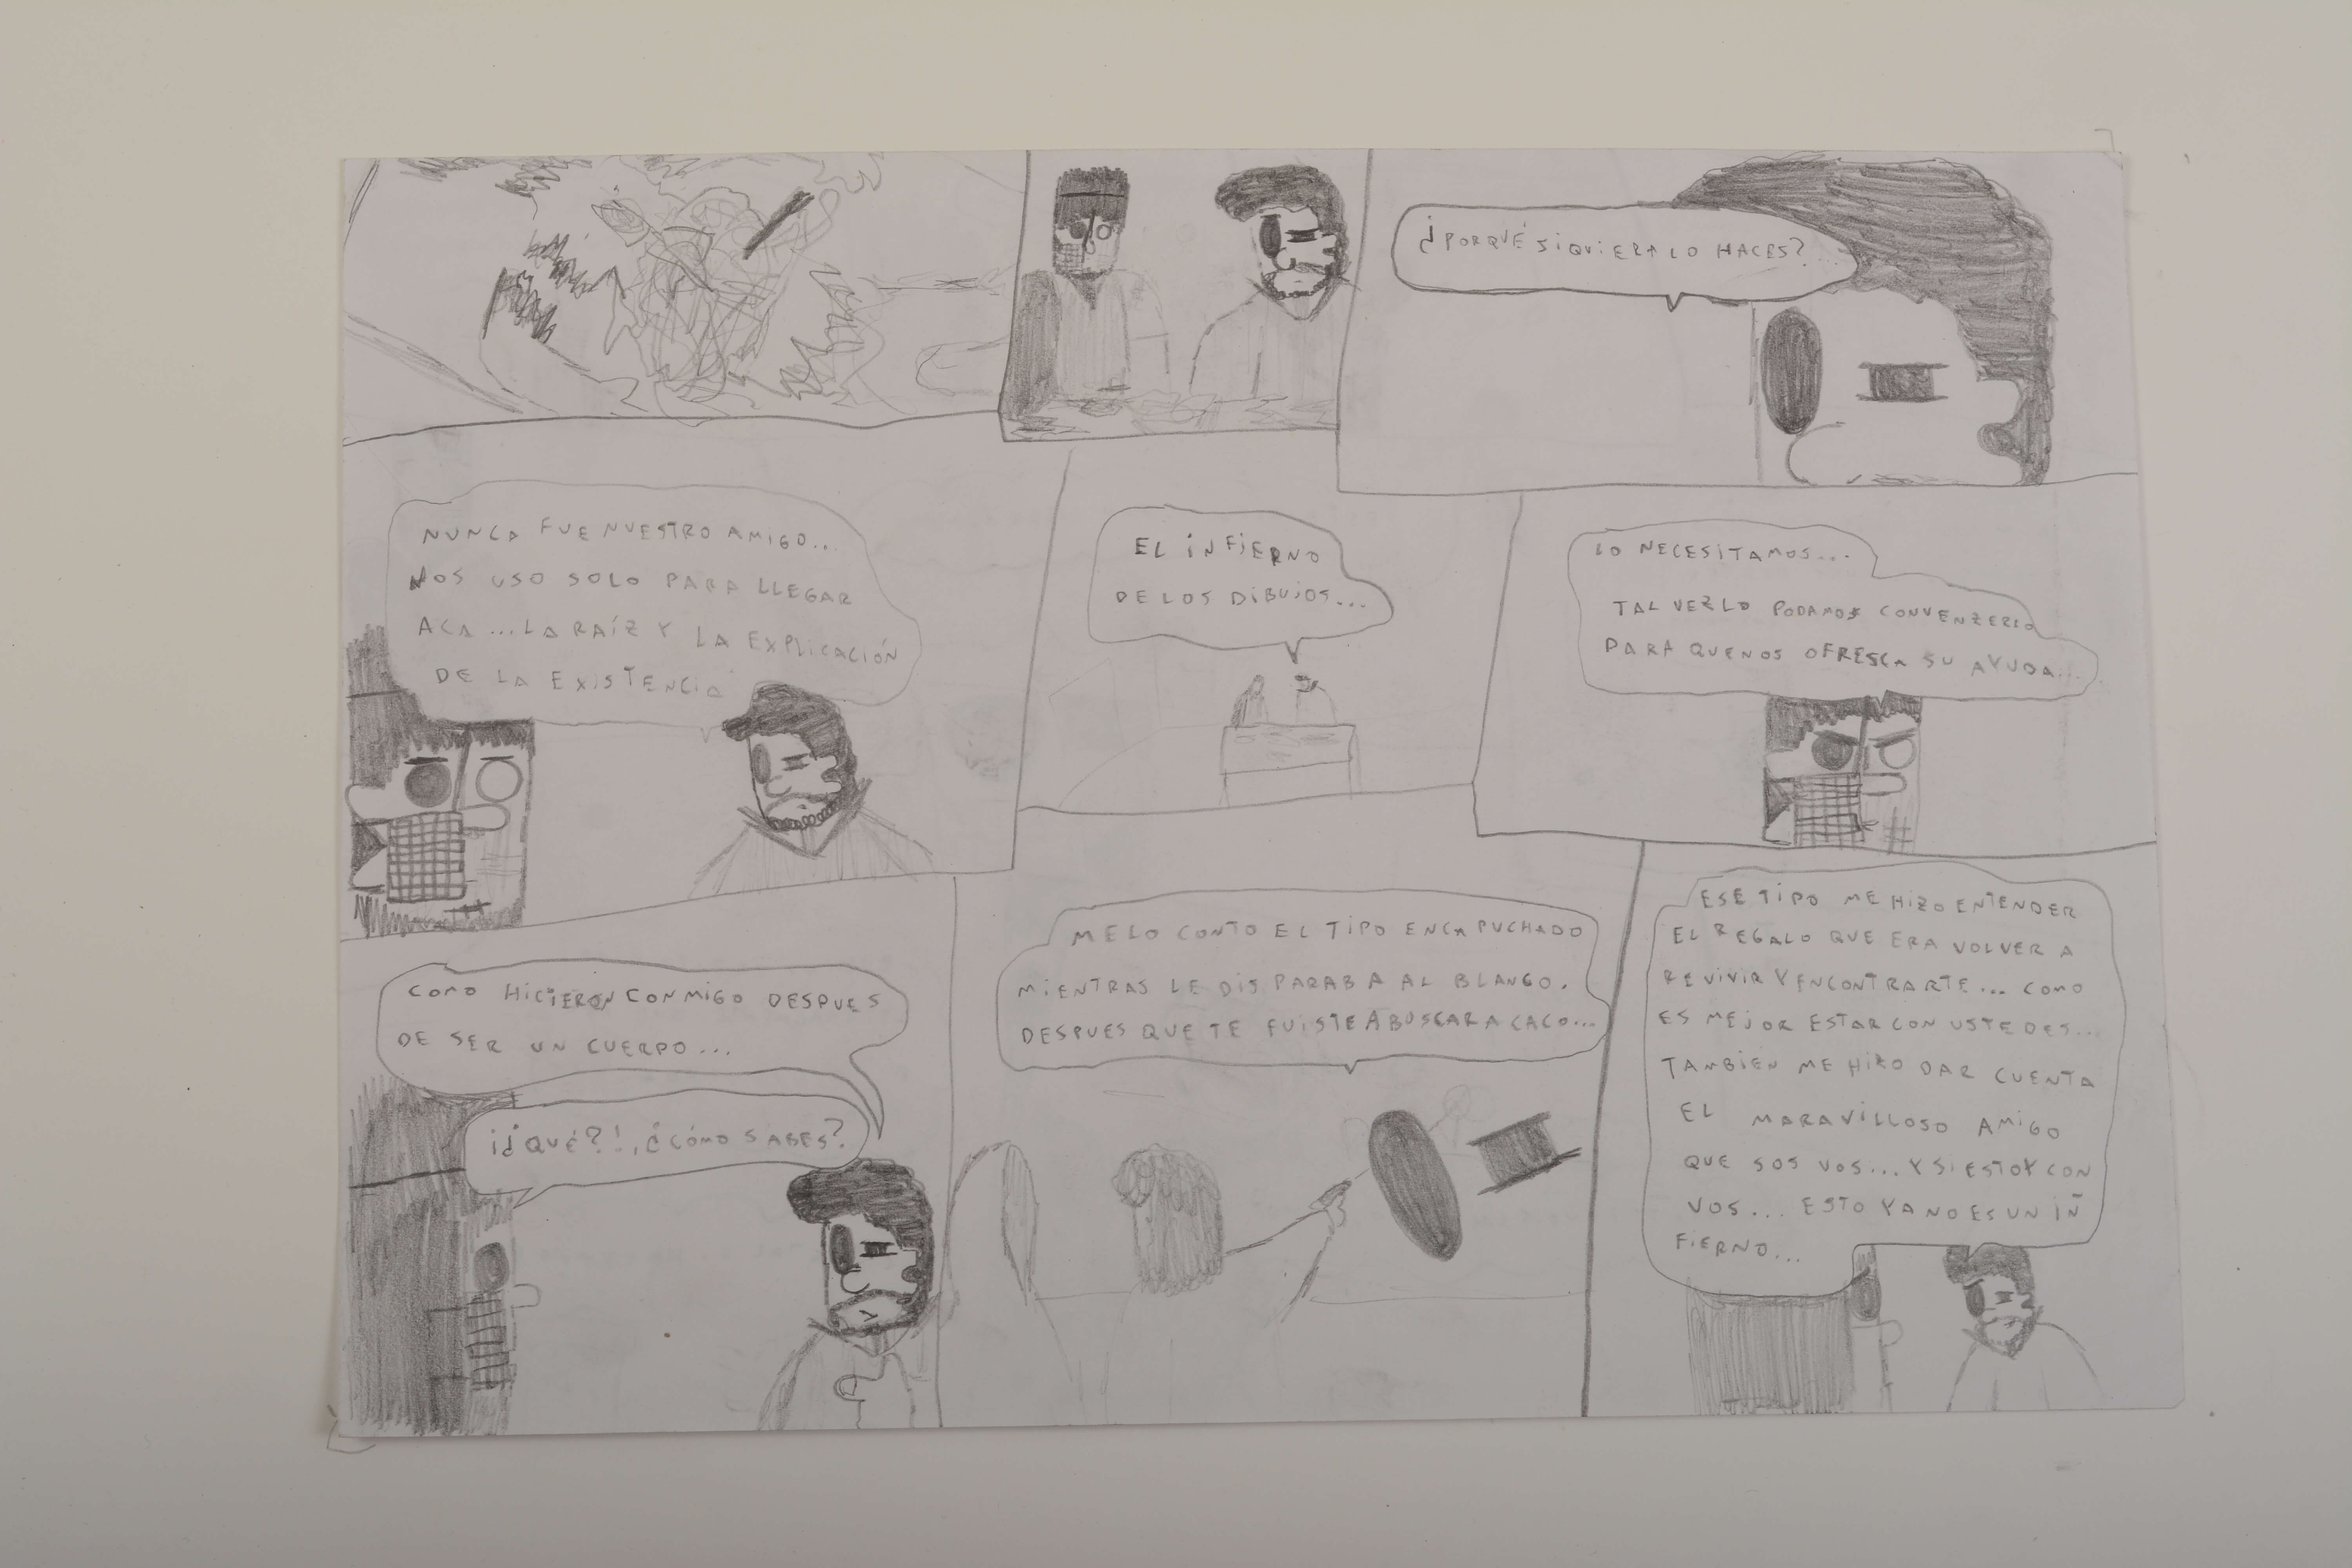 ¿PORQUÉ SIQUIERA LO HACES?...
NUNCA FUE NUESTRO AMIGO...
NOS USO SOLO PARA LLEGAR
ACA...LA RAÍZ Y LA EXPLICACIÓN
DE LA EXISTENCIA
EL INFIERNO
DE LOS DIBUJOS...
LO NECESITAMOS...
TAL VEZ LO PODAMOS CONVENZERLO
PARA QUE NOS OFRESCA SU AYUDA...
COMO HICIERON CONMIGO DESPUES
DE SER UN CUERPO...
¡¿QUÉ?!, ¿CÓMO SABES?
ME LO CONTO EL TIPO ENCAPUCHADO
MIENTRAS LE DISPARABA AL BLANGO.
DESPUES QUE TE FUISTE A BUSCAR A CACO...
ESE TIPO ME HIZO ENTENDER
EL REGALO QUE ERA VOLVER A
REVIVIR Y ENCONTRARTE... COMO
ES MEJOR ESTAR CON USTEDES...
TAMBIEN ME HIZO DAR CUENTA
EL MARAVILLOSO AMIGO
QUE SOS VOS... Y SI ESTOY CON
VOS... ESTO YA NO ES UN IÑ
FIERNO...